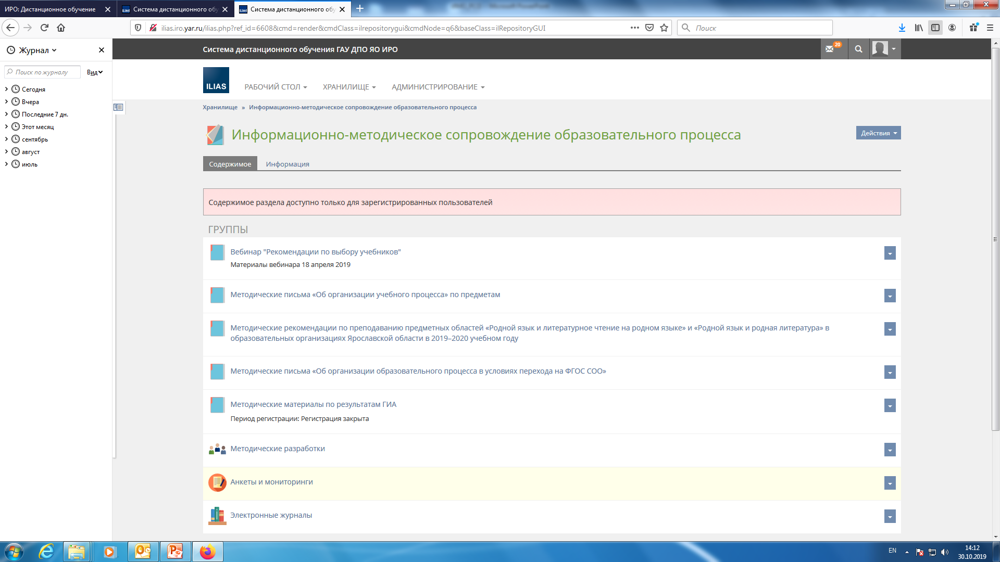 ИРО: Дистанционное обучение
Система дистанционного обу
Система дистанционного обу
ilias.iro.yar.ru/ilias.php?ref_id=6608&cmd=render&cmdClass=ilrepositorygui&cmdNode=q6&baseClass=ilRepositoryGUI
Поиск
Журнал
Поиск по журналу
Вид
Сегодня
Вчера
Последние 7 дн.
Этот месяц
сентябрь
август
июль
Система дистанционного обучения ГАУ ДПО ЯО ИРО
20
ILIAS
РАБОЧИЙ СТОЛ
ХРАНИЛИЩЕ
АДМИНИСТРИРОВАНИЕ
Хранилище » Информационно-методическое сопровождение образовательного процесса
Информационно-методическое сопровождение образовательного процесса
Действия
Содержимое
Информация
Содержимое раздела доступно только для зарегистрированных пользователей
ГРУППЫ
Вебинар "Рекомендации по выбору учебников"
Материалы вебинара 18 апреля 2019
Методические письма «Об организации учебного процесса» по предметам
Методические рекомендации по преподаванию предметных областей «Родной язык и литературное чтение на родном языке» и «Родной язык и родная литература» в
образовательных организациях Ярославской области в 2019–2020 учебном году
Методические письма «Об организации образовательного процесса в условиях перехода на ФГОС СОО»
Методические материалы по результатам ГИА
Период регистрации: Регистрация закрыта
Методические разработки
Анкеты и мониторинги
Электронные журналы
EN
14:12
30.10.2019